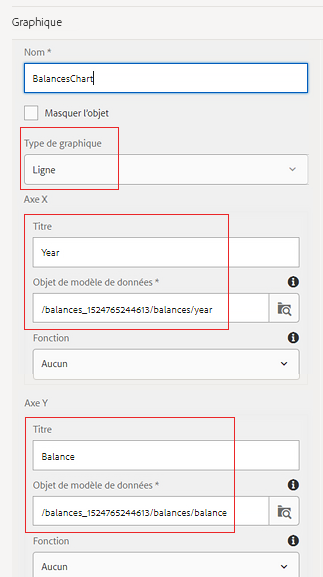 Graphique
Nom *
BalancesChart
Masquer l'objet
Type de graphique
Ligne
Axe X
Titre
Year
Objet de modèle de données *
/balances_1524765244613/balances/year
Fonction
Aucun
Axe Y
Titre
Balance
Objet de modèle de données *
/balances_1524765244613/balances/balance
Fonction
Aucun